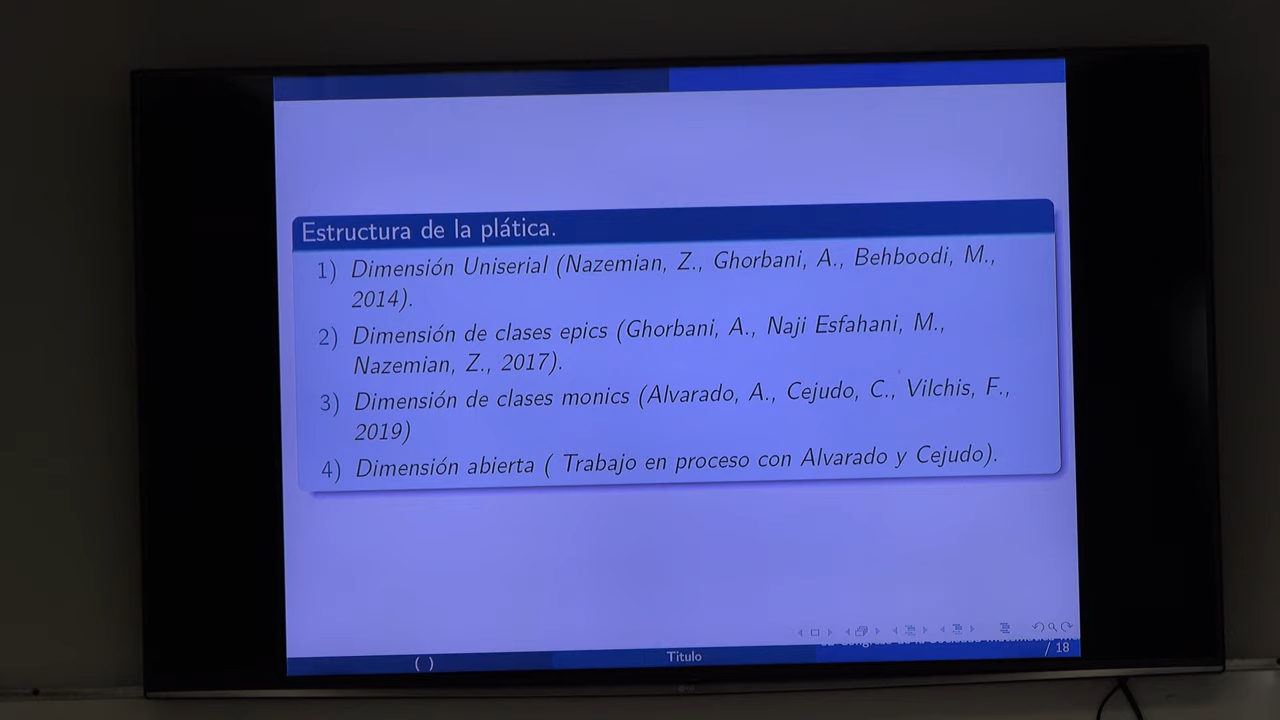 Estructura de la plática.
1) Dimensión Uniserial (Nazemian, Z., Ghorbani, A., Behboodi, M.,
2014).
2) Dimensión de clases epics (Ghorbani, A., Naji Esfahani, M.,
Nazemian, Z., 2017).
3) Dimensión de clases monics (Alvarado, A., Cejudo, C., Vilchis, F.,
2019)
4) Dimensión abierta ( Trabajo en proceso con Alvarado y Cejudo).
( )
Titulo
/ 18